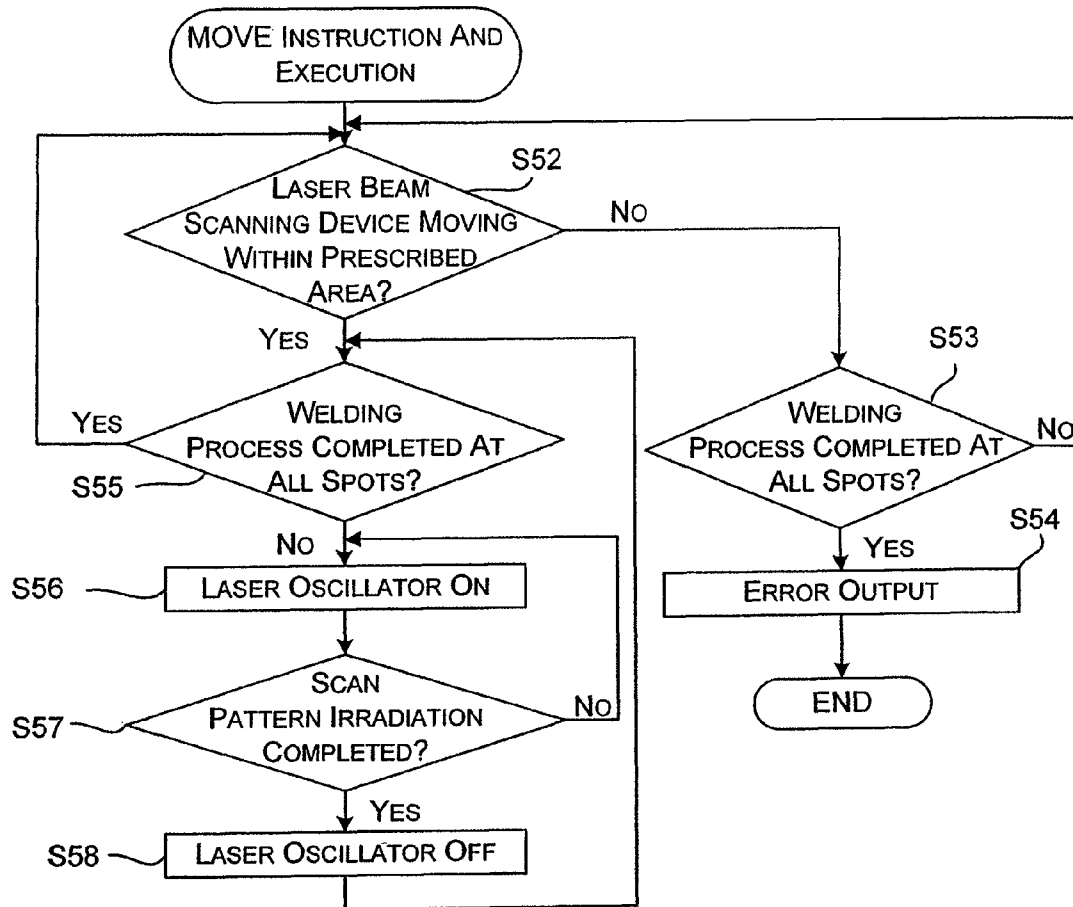 MOVE INSTRUCTION AND
EXECUTION
S52
LASER BEAM
SCANNING DEVICE MOVING
WITHIN PRESCRIBED
AREA?
NO
YES
S53
WELDING
PROCESS COMPLETED AT
ALL SPOTS?
YES
S55
WELDING
PROCESS COMPLETED AT
ALL SPOTS?
NO
NO
YES
S54
S56
LASER OSCILLATOR ON
ERROR OUTPUT
SCAN
PATTERN IRRADIATION
COMPLETED?
S57
NO
END
YES
S58
LASER OSCILLATOR OFF